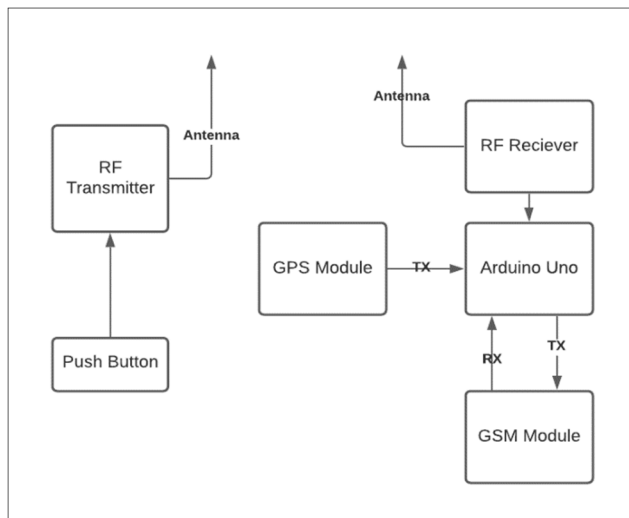 Antenna
RF
Transmitter
Push Button
Antenna
RF Reciever
GPS Module
TX
Arduino Uno
RX
TX
GSM Module